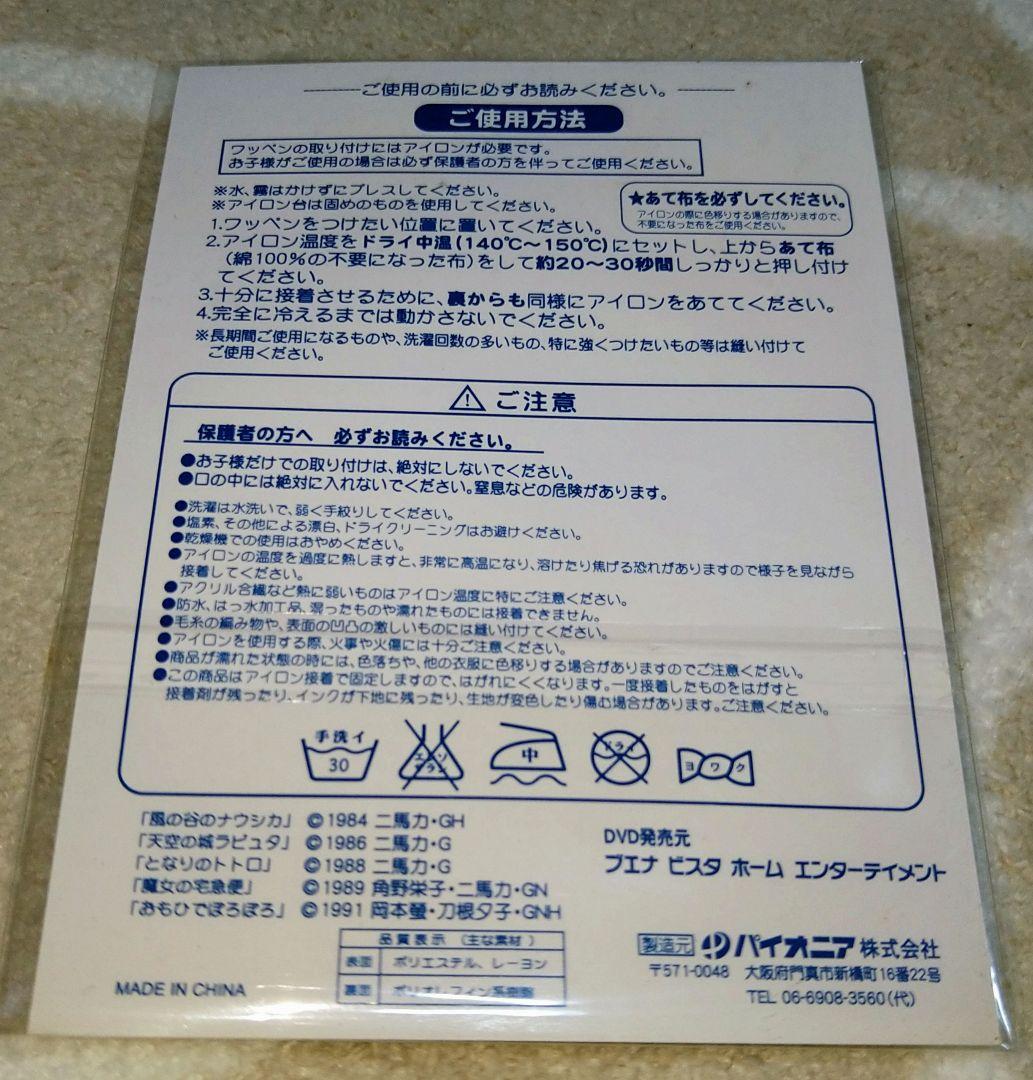 ご使用の前に必ずお読みください。
ご使用方法
ワッペンの取り付けにはアイロンが必要です。
お子様がご使用の場合は必ず保護者の方を伴ってご使用ください。
※水、霧はかけずにプレスしてください。
※アイロン台は固めのものを使用してください。
★あて布を必ずしてください。
アイロンの際に色移りする場合がありますので、
不要になった布をご使用ください。
1.ワッペンをつけたい位置に置いてください。
2.アイロン温度をドライ中温(140℃〜150℃)にセットし、上からあて布
(綿100%の不要になった布)をして約20〜30秒間しっかりと押し付け
てください。
3.十分に接着させるために、裏からも同様にアイロンをあててください。
4.完全に冷えるまでは動かさないでください。
※長期間ご使用になるものや、洗濯回数の多いもの、特に強くつけたいもの等は縫い付けて
ご使用ください。
⚠ ご注意
保護者の方へ 必ずお読みください。
●お子様だけでの取り付けは、絶対にしないでください。
●口の中には絶対に入れないでください。窒息などの危険があります。
●洗濯は水洗いで、弱く手絞りしてください。
●塩素、その他による漂白、ドライクリーニングはお避けください。
●乾燥機での使用はおやめください。
●アイロンの温度を過度に熱しますと、非常に高温になり、溶けたり焦げる恐れがありますので様子を見ながら
接着してください。
●アクリル合繊など熱に弱いものはアイロン温度に特にご注意ください。
●防水、はっ水加工品、湿ったものや濡れたものには接着できません。
●毛糸の編み物や、表面の凹凸の激しいものには縫い付けてください。
●アイロンを使用する際、火事や火傷には十分ご注意ください。
●商品が濡れた状態の時には、色落ちや、他の衣服に色移りする場合がありますのでご注意ください。
●この商品はアイロン接着で固定しますので、はがれにくくなります。一度接着したものをはがすと
接着剤が残ったり、インクが下地に残ったり、生地が変色したり傷む場合があります。ご注意ください。
手洗イ
30
エンソ
サラシ
中
ドライ
ヨワク
「風の谷のナウシカ」 ©1984 二馬力・GH
「天空の城ラピュタ」 ©1986 二馬力・G
「となりのトトロ」 ©1988 二馬力・G
「魔女の宅急便」 ©1989 角野栄子・二馬力・GN
「おもひでぽろぽろ」 ©1991 岡本螢・刀根夕子・GNH
DVD発売元
ブエナ ビスタ ホーム エンターテイメント
品質表示 (主な素材)
表面 ポリエステル、レーヨン
裏面 ポリオレフィン系樹脂
MADE IN CHINA
製造元 パイオニア株式会社
〒571-0048 大阪府門真市新橋町16番22号
TEL 06-6908-3560(代)